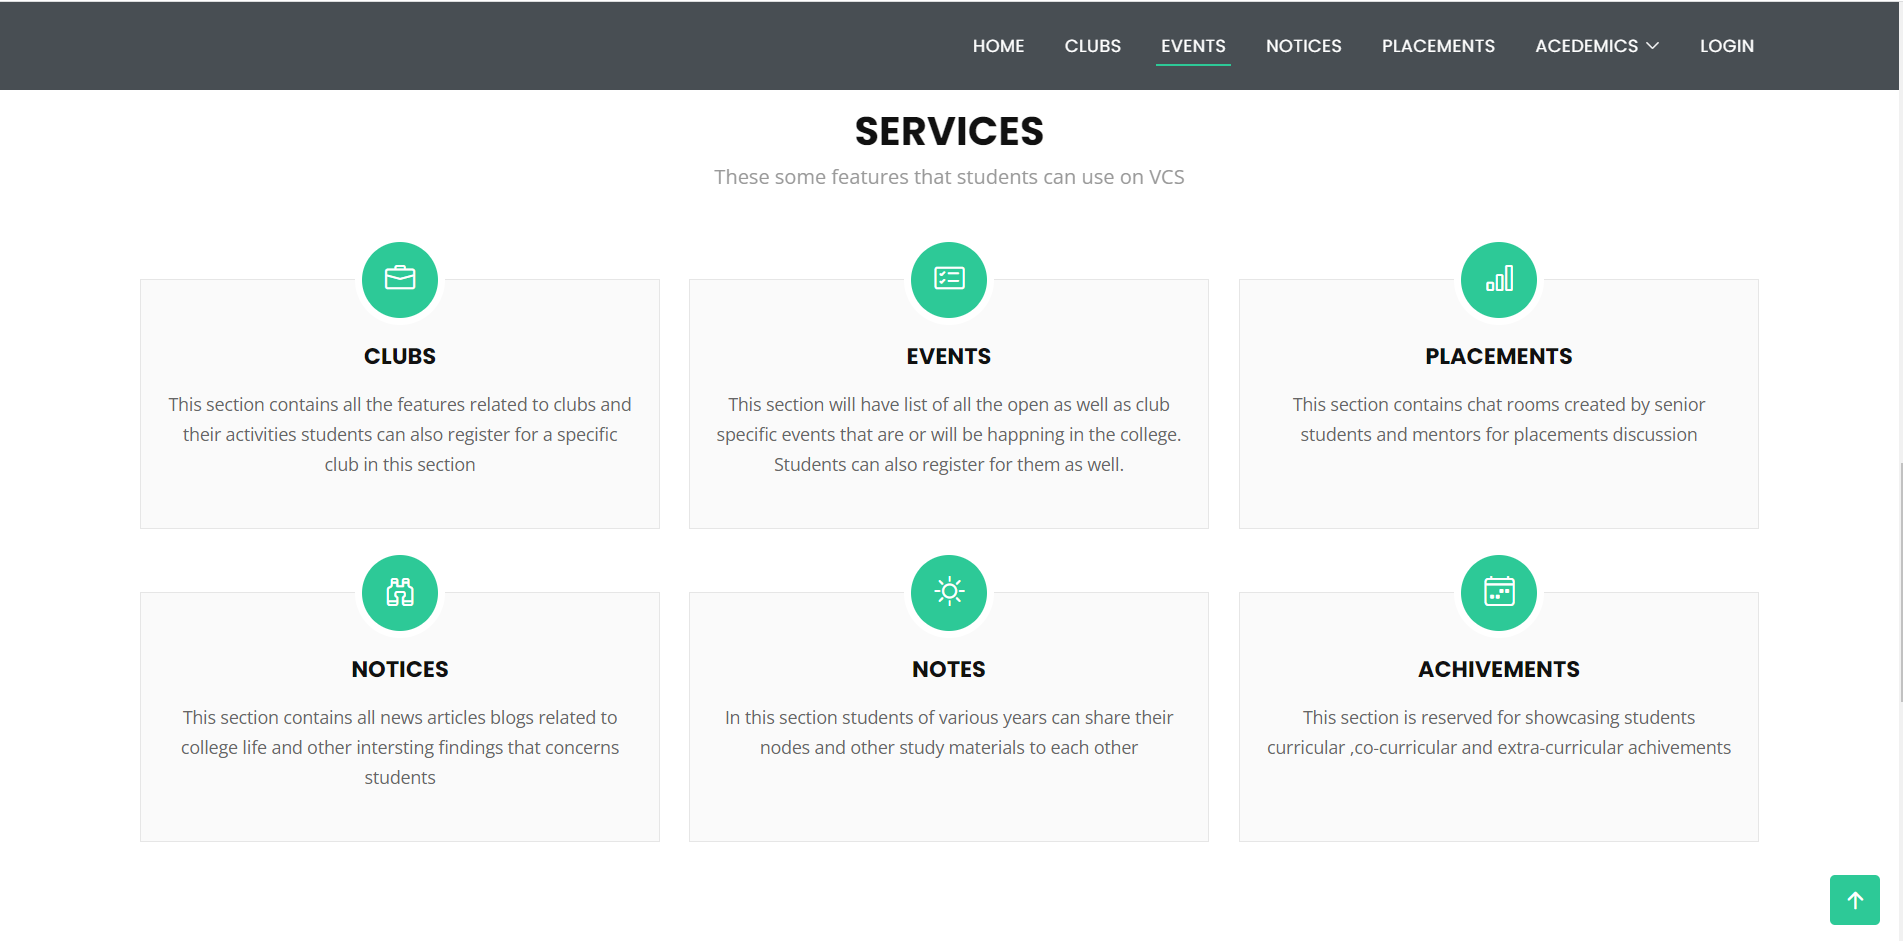 HOME CLUBS EVENTS NOTICES PLACEMENTS ACEDEMICS LOGIN
SERVICES
These some features that students can use on VCS
CLUBS
This section contains all the features related to clubs and
their activities students can also register for a specific
club in this section
EVENTS
This section will have list of all the open as well as club
specific events that are or will be happning in the college.
Students can also register for them as well.
PLACEMENTS
This section contains chat rooms created by senior
students and mentors for placements discussion
NOTICES
This section contains all news articles blogs related to
college life and other intersting findings that concerns
students
NOTES
In this section students of various years can share their
nodes and other study materials to each other
ACHIVEMENTS
This section is reserved for showcasing students
curricular ,co-curricular and extra-curricular achivements